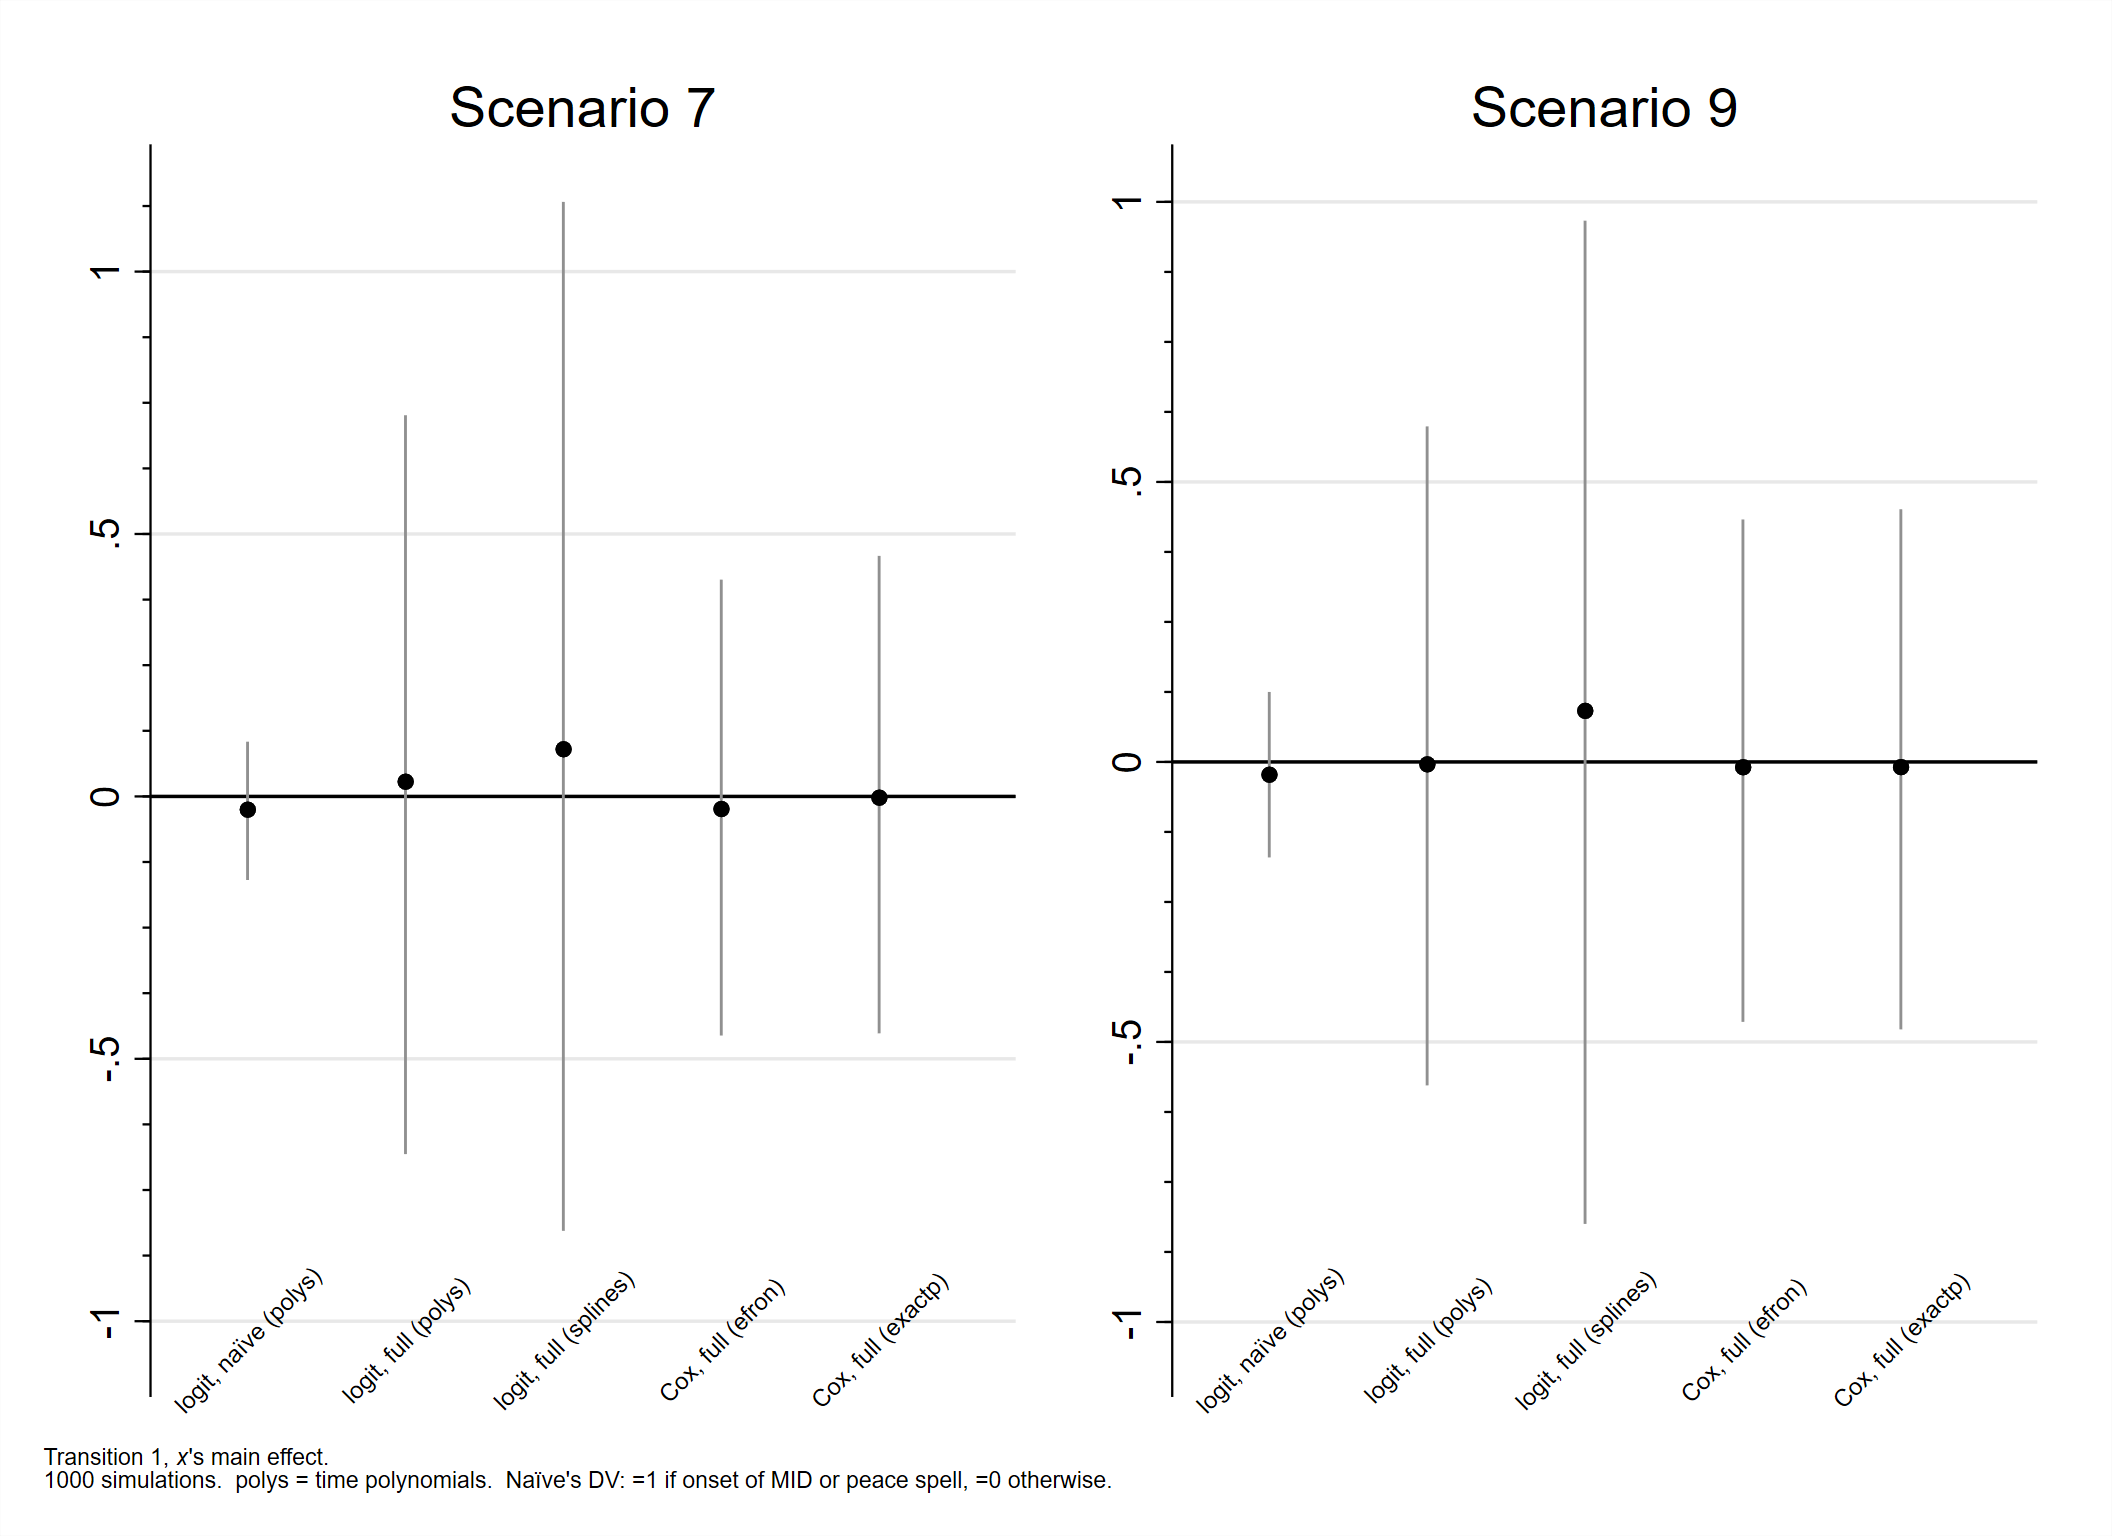 Scenario 7
1
.5
0
-.5
-1
logit, naïve (polys)
logit, full (polys)
logit, full (splines)
Cox, full (efron)
Cox, full (exactp)
Scenario 9
1
.5
0
-.5
-1
logit, naïve (polys)
logit, full (polys)
logit, full (splines)
Cox, full (efron)
Cox, full (exactp)
Transition 1, x's main effect.
1000 simulations.  polys = time polynomials.  Naïve's DV: =1 if onset of MID or peace spell, =0 otherwise.